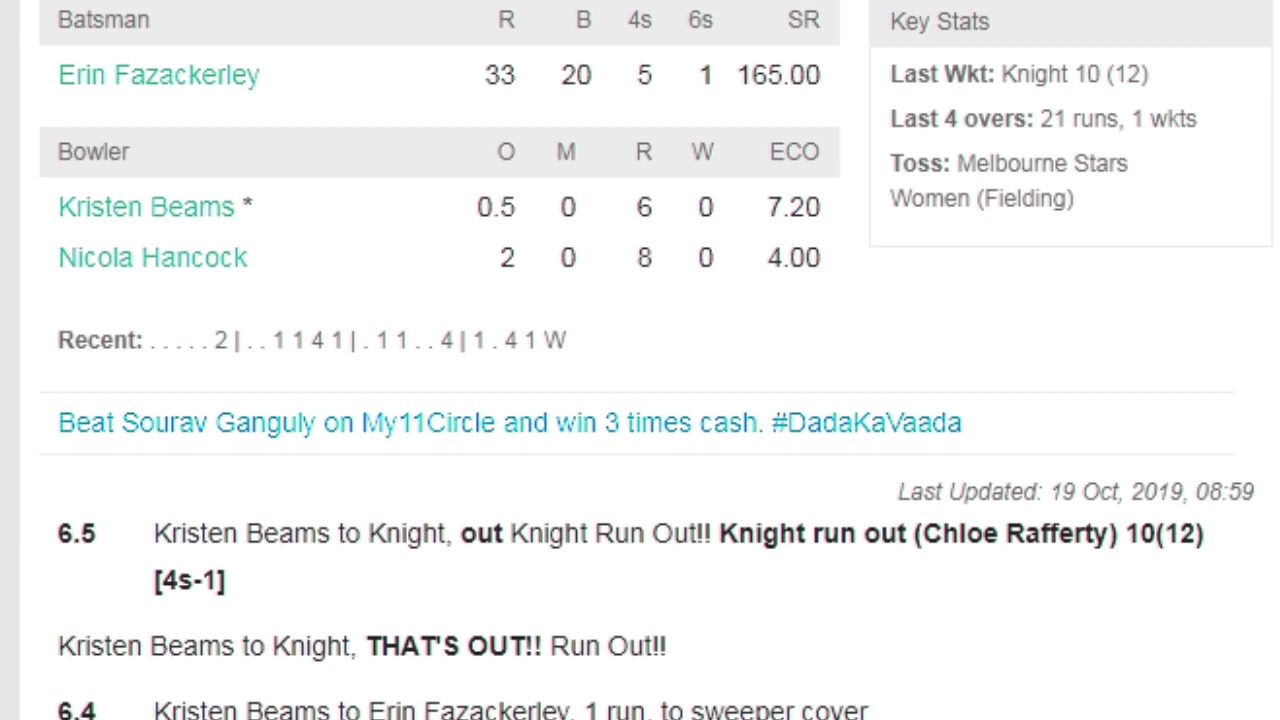 Batsman R B 4s 6s SR
Erin Fazackerley 33 20 5 1 165.00
Bowler O M R W ECO
Kristen Beams * 0.5 0 6 0 7.20
Nicola Hancock 2 0 8 0 4.00
Recent: . . . . . 2 | . . 1 1 4 1 | . 1 1 . . 4 | 1 . 4 1 W
Key Stats
Last Wkt: Knight 10 (12)
Last 4 overs: 21 runs, 1 wkts
Toss: Melbourne Stars
Women (Fielding)
Beat Sourav Ganguly on My11Circle and win 3 times cash. #DadaKaVaada
Last Updated: 19 Oct, 2019, 08:59
6.5 Kristen Beams to Knight, out Knight Run Out!! Knight run out (Chloe Rafferty) 10(12)
[4s-1]
Kristen Beams to Knight, THAT'S OUT!! Run Out!!
6.4 Kristen Beams to Erin Fazackerley, 1 run, to sweeper cover